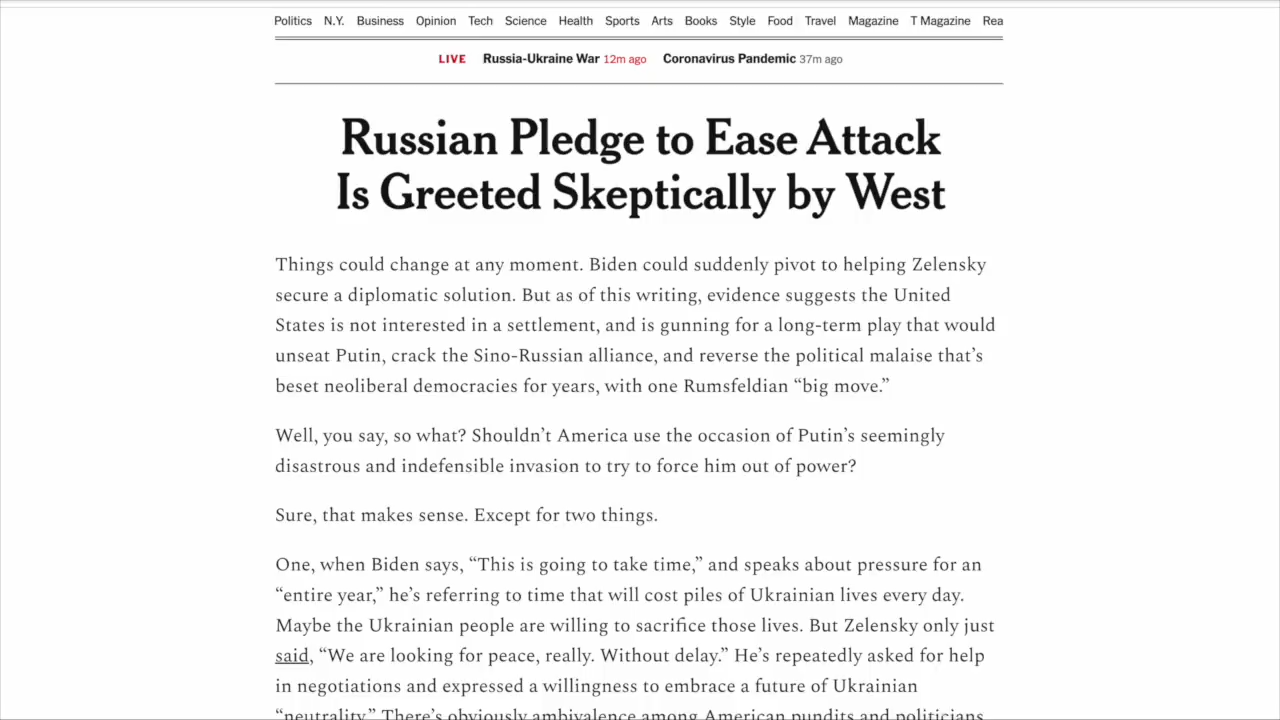 Politics N.Y. Business Opinion Tech Science Health Sports Arts Books Style Food Travel Magazine T Magazine Rea
LIVE Russia-Ukraine War 12m ago Coronavirus Pandemic 37m ago
Russian Pledge to Ease Attack
Is Greeted Skeptically by West
Things could change at any moment. Biden could suddenly pivot to helping Zelensky
secure a diplomatic solution. But as of this writing, evidence suggests the United
States is not interested in a settlement, and is gunning for a long-term play that would
unseat Putin, crack the Sino-Russian alliance, and reverse the political malaise that’s
beset neoliberal democracies for years, with one Rumsfeldian “big move.”
Well, you say, so what? Shouldn’t America use the occasion of Putin’s seemingly
disastrous and indefensible invasion to try to force him out of power?
Sure, that makes sense. Except for two things.
One, when Biden says, “This is going to take time,” and speaks about pressure for an
“entire year,” he’s referring to time that will cost piles of Ukrainian lives every day.
Maybe the Ukrainian people are willing to sacrifice those lives. But Zelensky only just
said, “We are looking for peace, really. Without delay.” He’s repeatedly asked for help
in negotiations and expressed a willingness to embrace a future of Ukrainian
“neutrality.” There’s obviously ambivalence among American pundits and politicians